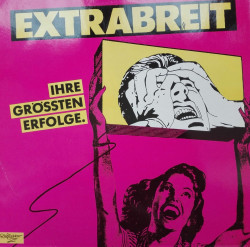 EXTRABREIT
IHRE
GRÖSSTEN
ERFOLGE.